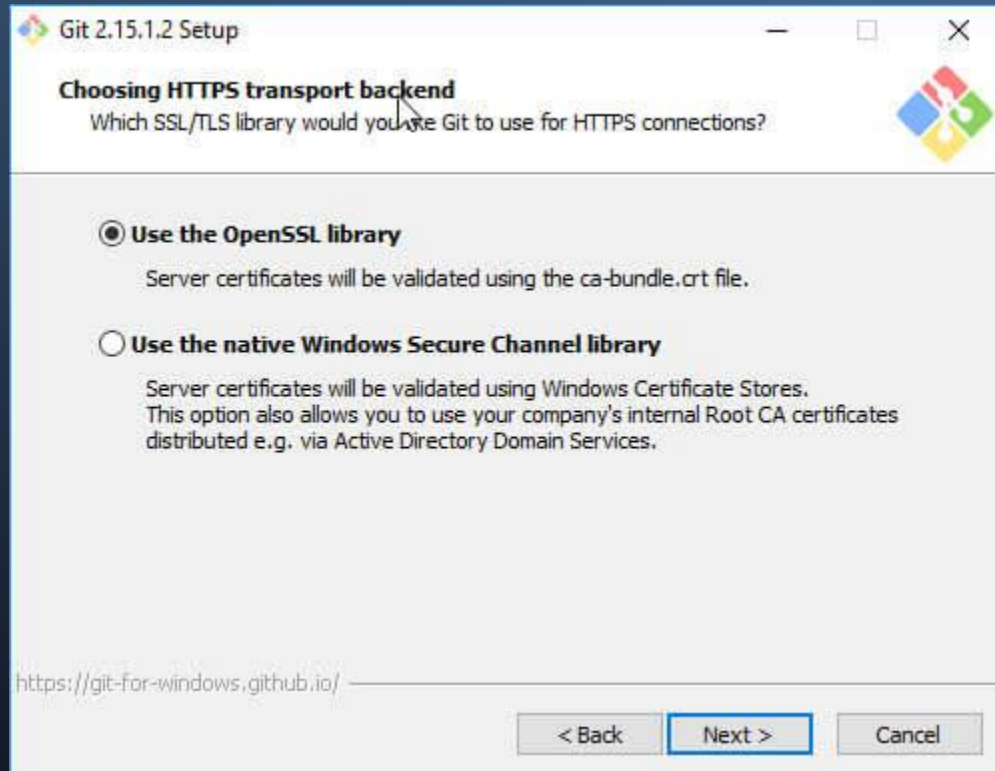 Git 2.15.1.2 Setup
Choosing HTTPS transport backend
Which SSL/TLS library would you like Git to use for HTTPS connections?
Use the OpenSSL library
Server certificates will be validated using the ca-bundle.crt file.
Use the native Windows Secure Channel library
Server certificates will be validated using Windows Certificate Stores.
This option also allows you to use your company's internal Root CA certificates
distributed e.g. via Active Directory Domain Services.
https://git-for-windows.github.io/
< Back Next > Cancel